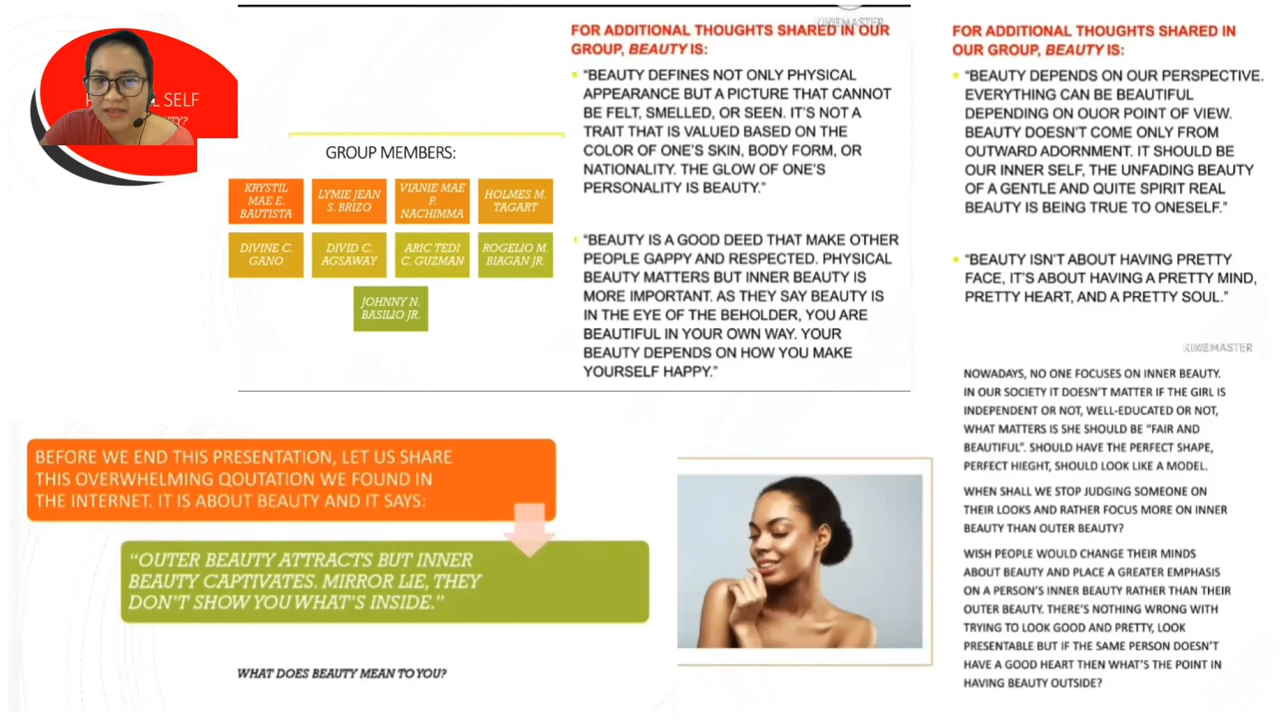 L SELF
TY?
GROUP MEMBERS:
KRYSTIL
MAE E.
BAUTISTA
LYMIE JEAN
S. BRIZO
VIANIE MAE
P.
NACHIMMA
HOLMES M.
TAGART
DIVINE C.
GANO
DIVID C.
AGSAWAY
ARIC TEDI
C. GUZMAN
ROGELIO M.
BIAGAN JR.
JOHNNY N.
BASILIO JR.
KINEMASTER
FOR ADDITIONAL THOUGHTS SHARED IN OUR
GROUP, BEAUTY IS:
“BEAUTY DEFINES NOT ONLY PHYSICAL
APPEARANCE BUT A PICTURE THAT CANNOT
BE FELT, SMELLED, OR SEEN. IT’S NOT A
TRAIT THAT IS VALUED BASED ON THE
COLOR OF ONE’S SKIN, BODY FORM, OR
NATIONALITY. THE GLOW OF ONE’S
PERSONALITY IS BEAUTY.”
“BEAUTY IS A GOOD DEED THAT MAKE OTHER
PEOPLE GAPPY AND RESPECTED. PHYSICAL
BEAUTY MATTERS BUT INNER BEAUTY IS
MORE IMPORTANT. AS THEY SAY BEAUTY IS
IN THE EYE OF THE BEHOLDER, YOU ARE
BEAUTIFUL IN YOUR OWN WAY. YOUR
BEAUTY DEPENDS ON HOW YOU MAKE
YOURSELF HAPPY.”
FOR ADDITIONAL THOUGHTS SHARED IN
OUR GROUP, BEAUTY IS:
“BEAUTY DEPENDS ON OUR PERSPECTIVE.
EVERYTHING CAN BE BEAUTIFUL
DEPENDING ON OUOR POINT OF VIEW.
BEAUTY DOESN’T COME ONLY FROM
OUTWARD ADORNMENT. IT SHOULD BE
OUR INNER SELF, THE UNFADING BEAUTY
OF A GENTLE AND QUITE SPIRIT REAL
BEAUTY IS BEING TRUE TO ONESELF.”
“BEAUTY ISN’T ABOUT HAVING PRETTY
FACE, IT’S ABOUT HAVING A PRETTY MIND,
PRETTY HEART, AND A PRETTY SOUL.”
KINEMASTER
NOWADAYS, NO ONE FOCUSES ON INNER BEAUTY.
IN OUR SOCIETY IT DOESN’T MATTER IF THE GIRL IS
INDEPENDENT OR NOT, WELL-EDUCATED OR NOT,
WHAT MATTERS IS SHE SHOULD BE “FAIR AND
BEAUTIFUL”. SHOULD HAVE THE PERFECT SHAPE,
PERFECT HIEGHT, SHOULD LOOK LIKE A MODEL.
WHEN SHALL WE STOP JUDGING SOMEONE ON
THEIR LOOKS AND RATHER FOCUS MORE ON INNER
BEAUTY THAN OUTER BEAUTY?
WISH PEOPLE WOULD CHANGE THEIR MINDS
ABOUT BEAUTY AND PLACE A GREATER EMPHASIS
ON A PERSON’S INNER BEAUTY RATHER THAN THEIR
OUTER BEAUTY. THERE’S NOTHING WRONG WITH
TRYING TO LOOK GOOD AND PRETTY, LOOK
PRESENTABLE BUT IF THE SAME PERSON DOESN’T
HAVE A GOOD HEART THEN WHAT’S THE POINT IN
HAVING BEAUTY OUTSIDE?
BEFORE WE END THIS PRESENTATION, LET US SHARE
THIS OVERWHELMING QOUTATION WE FOUND IN
THE INTERNET. IT IS ABOUT BEAUTY AND IT SAYS:
“OUTER BEAUTY ATTRACTS BUT INNER
BEAUTY CAPTIVATES. MIRROR LIE, THEY
DON’T SHOW YOU WHAT’S INSIDE.”
WHAT DOES BEAUTY MEAN TO YOU?